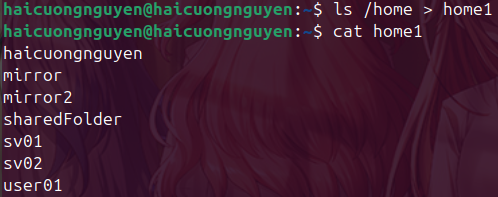 haicuongnguyen@haicuongnguyen:~$ ls /home > home1
haicuongnguyen@haicuongnguyen:~$ cat home1
haicuongnguyen
mirror
mirror2
sharedFolder
sv01
sv02
user01